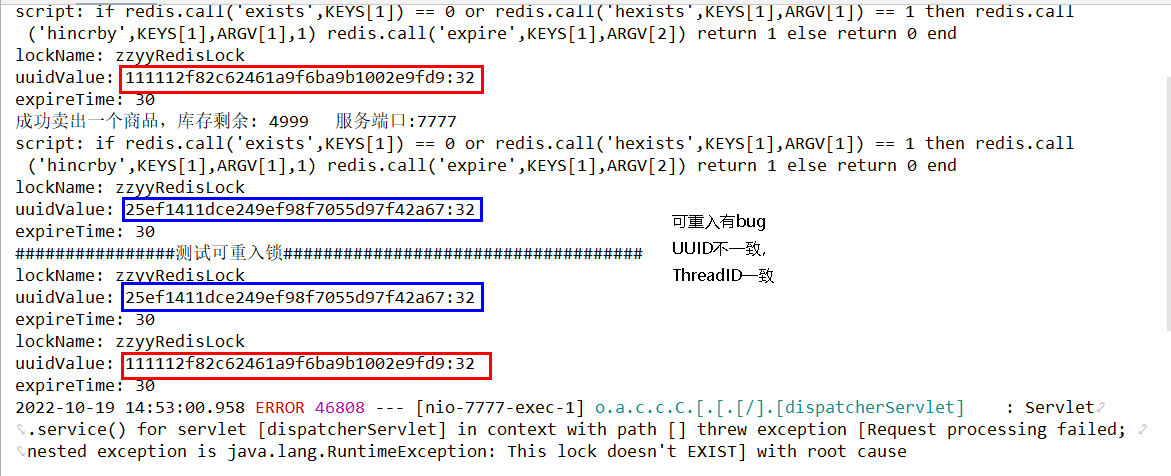 script: if redis.call('exists',KEYS[1]) == 0 or redis.call('hexists',KEYS[1],ARGV[1]) == 1 then redis.call
('hincrby',KEYS[1],ARGV[1],1) redis.call('expire',KEYS[1],ARGV[2]) return 1 else return 0 end
lockName: zzyyRedisLock
uuidValue: 111112f82c62461a9f6ba9b1002e9fd9:32
expireTime: 30
成功卖出一个商品，库存剩余: 4999 服务端口:7777
script: if redis.call('exists',KEYS[1]) == 0 or redis.call('hexists',KEYS[1],ARGV[1]) == 1 then redis.call
('hincrby',KEYS[1],ARGV[1],1) redis.call('expire',KEYS[1],ARGV[2]) return 1 else return 0 end
lockName: zzyyRedisLock
uuidValue: 25ef1411dce249ef98f7055d97f42a67:32
expireTime: 30
可重入有bug
UUID不一致,
ThreadID一致
################测试可重入锁####################################
lockName: zzyyRedisLock
uuidValue: 25ef1411dce249ef98f7055d97f42a67:32
expireTime: 30
lockName: zzyyRedisLock
uuidValue: 111112f82c62461a9f6ba9b1002e9fd9:32
expireTime: 30
2022-10-19 14:53:00.958 ERROR 46808 --- [nio-7777-exec-1] o.a.c.c.C.[.[.[/].[dispatcherServlet] : Servlet
.service() for servlet [dispatcherServlet] in context with path [] threw exception [Request processing failed;
nested exception is java.lang.RuntimeException: This lock doesn't EXIST] with root cause